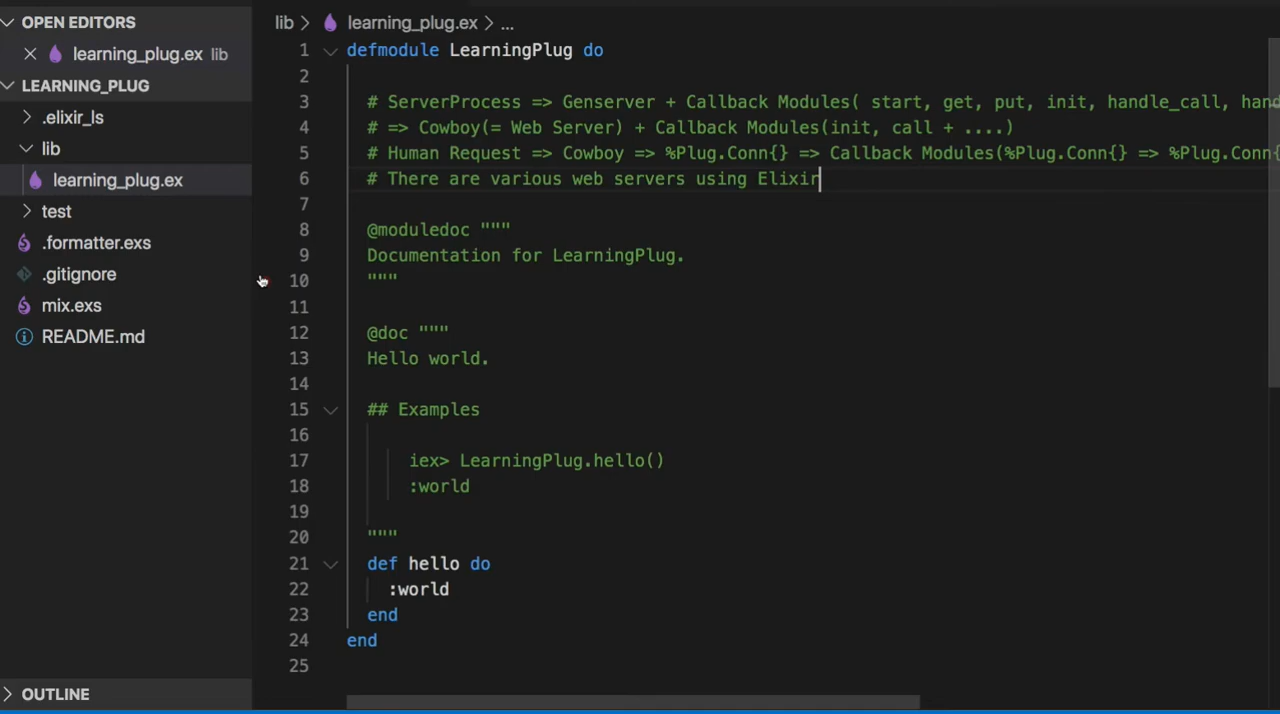 OPEN EDITORS
learning_plug.ex lib
LEARNING_PLUG
.elixir_ls
lib
learning_plug.ex
test
.formatter.exs
.gitignore
mix.exs
README.md
OUTLINE
lib > learning_plug.ex > ...
1 defmodule LearningPlug do
2
3 # ServerProcess => Genserver + Callback Modules( start, get, put, init, handle_call,
4 # => Cowboy(= Web Server) + Callback Modules(init, call + ....)
5 # Human Request => Cowboy => %Plug.Conn{} => Callback Modules(%Plug.Conn{} => %Plug.Conn{
6 # There are various web servers using Elixir
7
8 @moduledoc """
9 Documentation for LearningPlug.
10 """
11
12 @doc """
13 Hello world.
14
15 ## Examples
16
17 iex> LearningPlug.hello()
18 :world
19
20 """
21 def hello do
22 :world
23 end
24 end
25